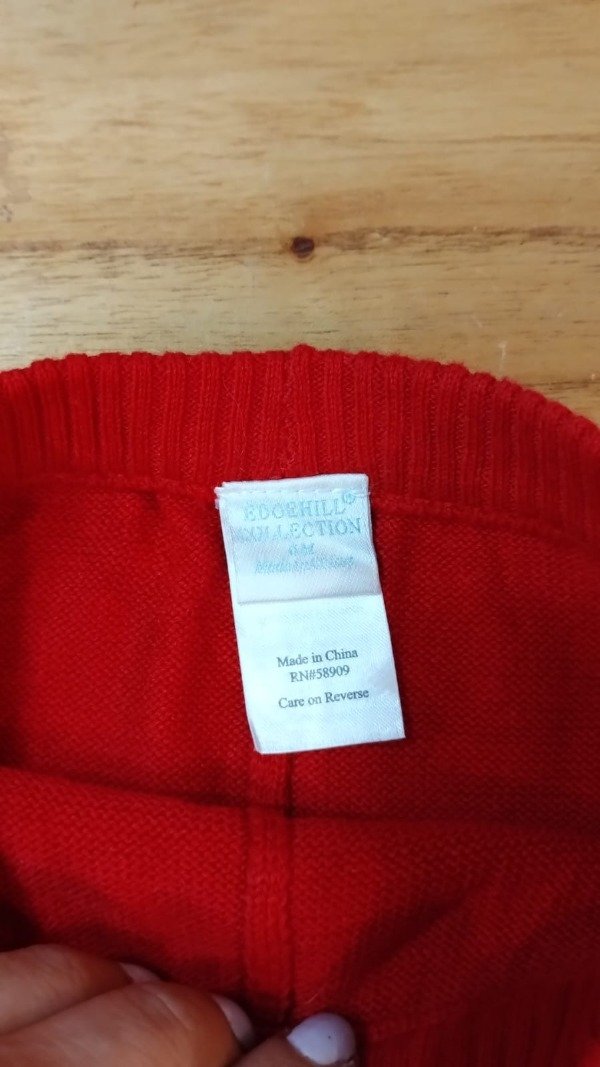 EDGEHILL®
COLLECTION
Made in China
RN#58909
Care on Reverse